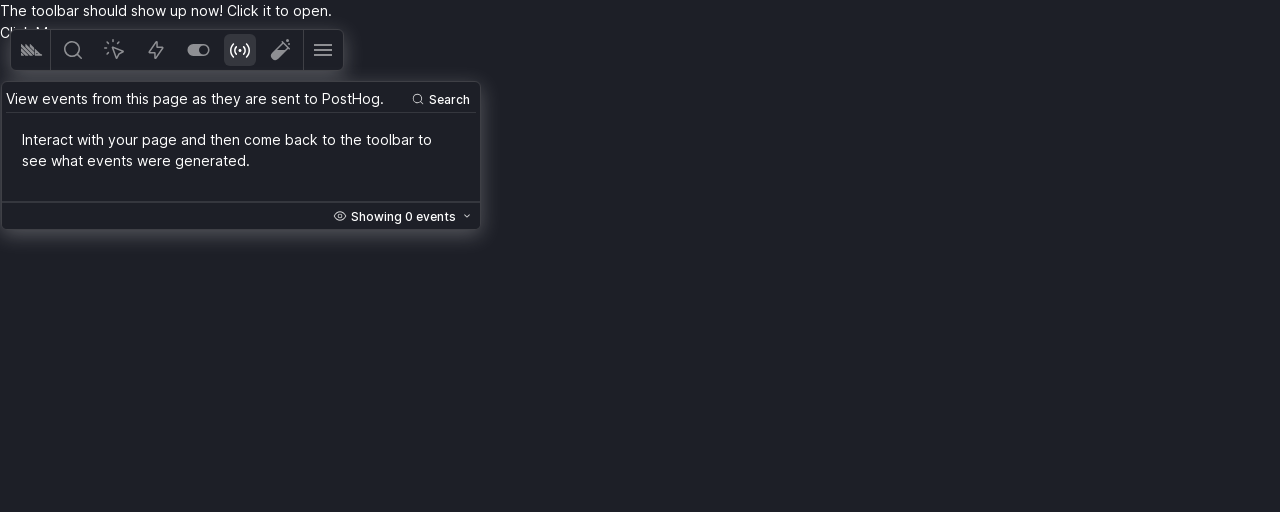 The toolbar should show up now! Click it to open.
View events from this page as they are sent to PostHog.
Search
Interact with your page and then come back to the toolbar to
see what events were generated.
Showing 0 events